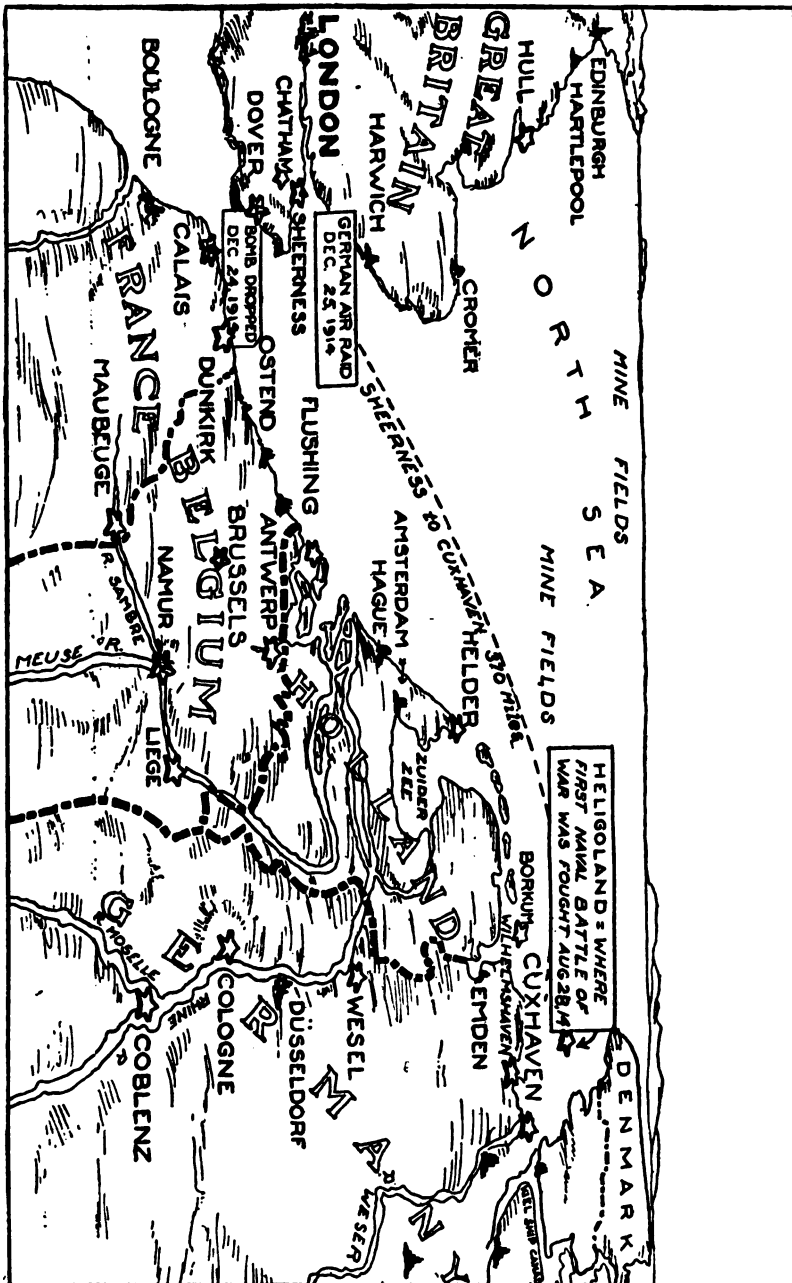 EDINBURGH
HARTLEPOOL
HULL
GREAT
BRITAIN
NORTH SEA
MINE FIELDS
MINE FIELDS
HELIGOLAND = WHERE
FIRST NAVAL BATTLE OF
WAR WAS FOUGHT AUG 28, 14
DENMARK
CROMER
HARWICH
LONDON
CHATHAM
SHEERNESS
DOVER
GERMAN AIR RAID
DEC. 25, 1914
BOMB DROPPED
DEC 24, 1915
SHEERNESS to CUXHAVEN 370 MILES
BORKUM
WILHELMSHAVEN
CUXHAVEN
EMDEN
KIEL SHIP CANAL
HELDER
AMSTERDAM
HAGUE
ZUIDER
ZEE
HOLLAND
BOULOGNE
CALAIS
DUNKIRK
OSTEND
FLUSHING
ANTWERP
BRUSSELS
BELGIUM
FRANCE
MAUBEUGE
R. SAMBRE
NAMUR
MEUSE R.
LIEGE
GERMANY
WESEL
DÜSSELDORF
COLOGNE
RHINE R
MOSELLE
COBLENZ
WESER R